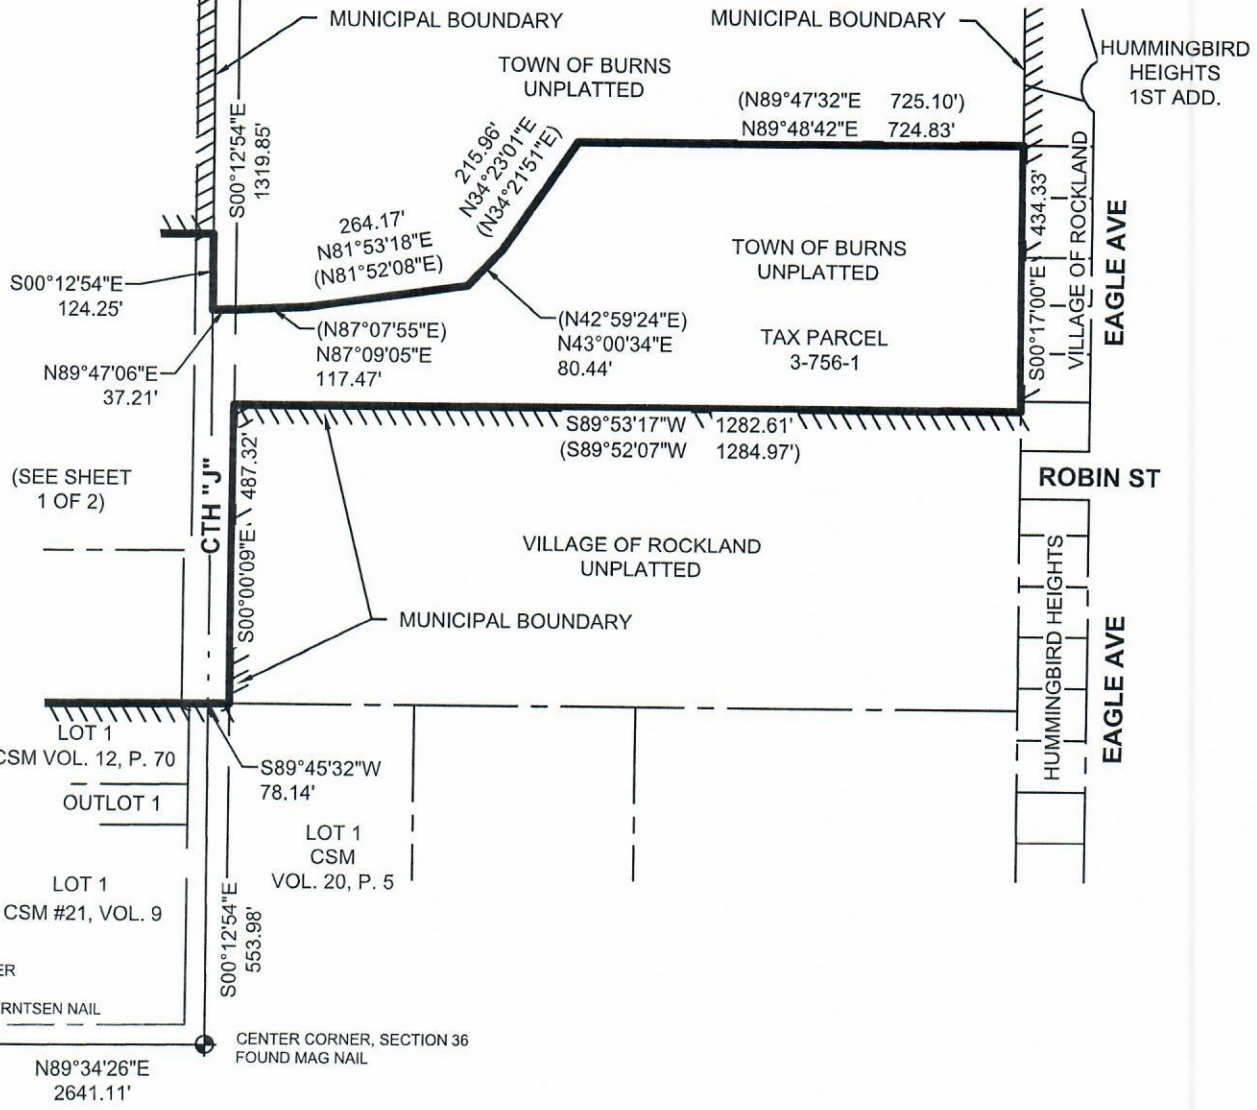 MUNICIPAL BOUNDARY
MUNICIPAL BOUNDARY
HUMMINGBIRD
HEIGHTS
1ST ADD.
TOWN OF BURNS
UNPLATTED
(N89°47'32"E 725.10')
N89°48'42"E 724.83'
S00°12'54"E
1319.85'
215.96'
N34°23'01"E
(N34°21'51"E)
264.17'
N81°53'18"E
(N81°52'08"E)
TOWN OF BURNS
UNPLATTED
S00°17'00"E 434.33'
VILLAGE OF ROCKLAND
EAGLE AVE
S00°12'54"E
124.25'
(N87°07'55"E)
N87°09'05"E
117.47'
(N42°59'24"E)
N43°00'34"E
80.44'
TAX PARCEL
3-756-1
N89°47'06"E
37.21'
S89°53'17"W 1282.61'
(S89°52'07"W 1284.97')
(SEE SHEET
1 OF 2)
CTH "J"
S00°00'09"E 487.32'
ROBIN ST
VILLAGE OF ROCKLAND
UNPLATTED
MUNICIPAL BOUNDARY
HUMMINGBIRD HEIGHTS
EAGLE AVE
LOT 1
CSM VOL. 12, P. 70
OUTLOT 1
S89°45'32"W
78.14'
LOT 1
CSM
VOL. 20, P. 5
LOT 1
CSM #21, VOL. 9
S00°12'54"E
553.98'
ER
RNTSEN NAIL
CENTER CORNER, SECTION 36
FOUND MAG NAIL
N89°34'26"E
2641.11'